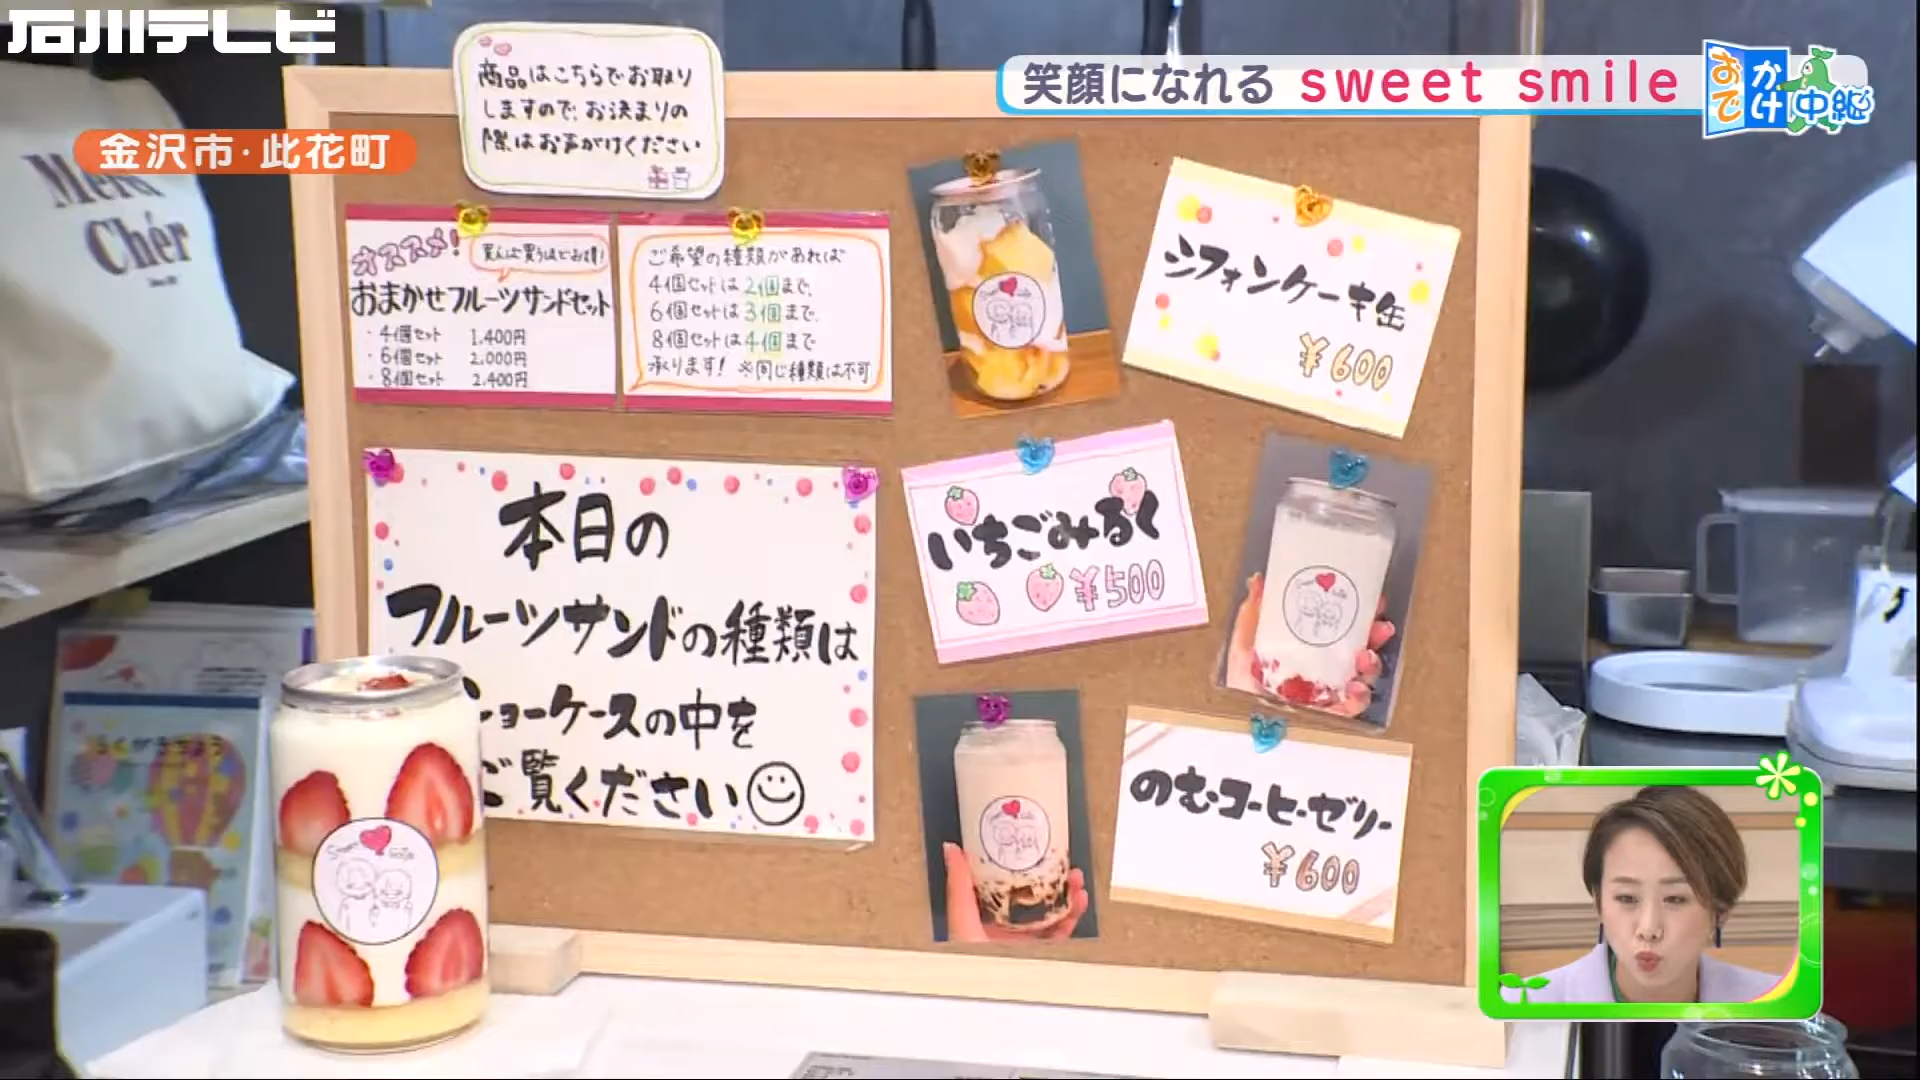 石川テレビ
笑顔になれる sweet smile
おでかけ中継
金沢市・此花町
商品はこちらでお取り
しますので、お決まりの
際はお声がけください
オススメ!
買えば買うほどお得!
おまかせフルーツサンドセット
・4個セット 1,400円
・6個セット 2,000円
・8個セット 2,400円
ご希望の種類があれば
4個セットは2個まで、
6個セットは3個まで、
8個セットは4個まで
承ります! ※同じ種類は不可
シフォンケーキ缶
¥600
いちごみるく
¥500
本日の
フルーツサンドの種類は
ショーケースの中を
ご覧ください
のむコーヒーゼリー
¥600
Merci
Chér
らくがきちょう